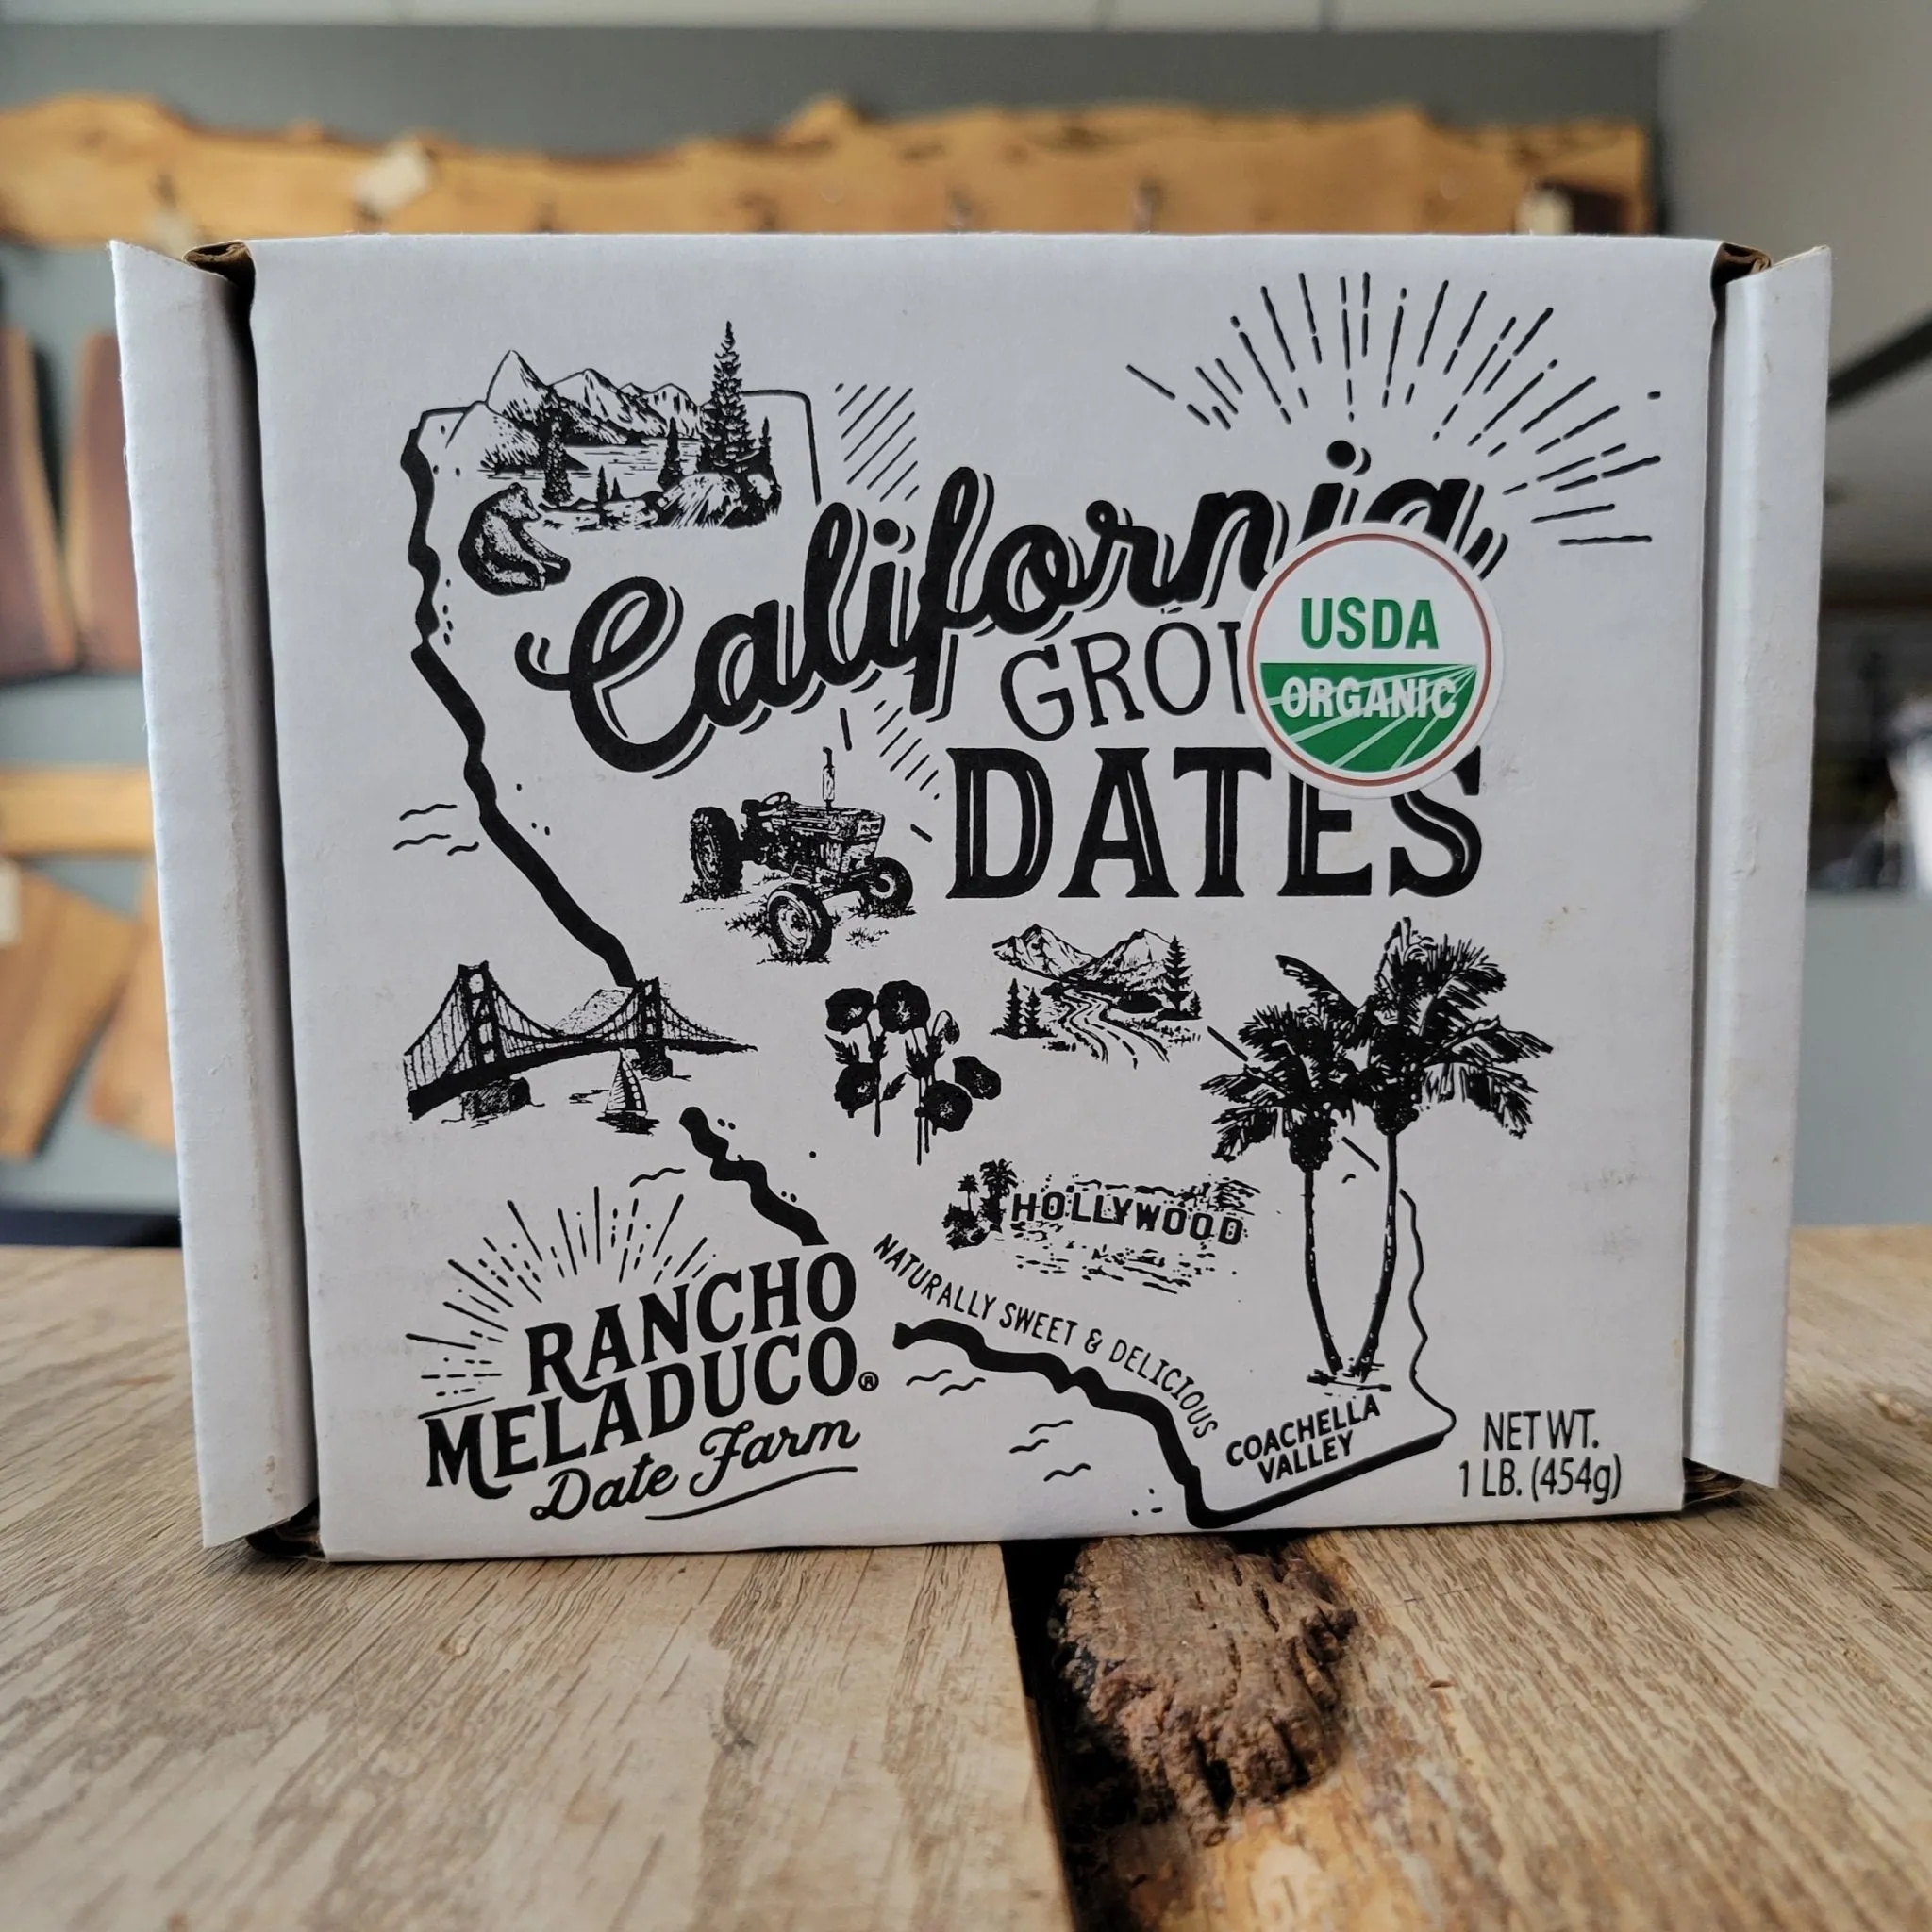 California
GRO
DATES
USDA
ORGANIC
HOLLYWOOD
NATURALLY SWEET & DELICIOUS
RANCHO
MELADUCO®
Date Farm
COACHELLA
VALLEY
NET WT.
1 LB. (454g)